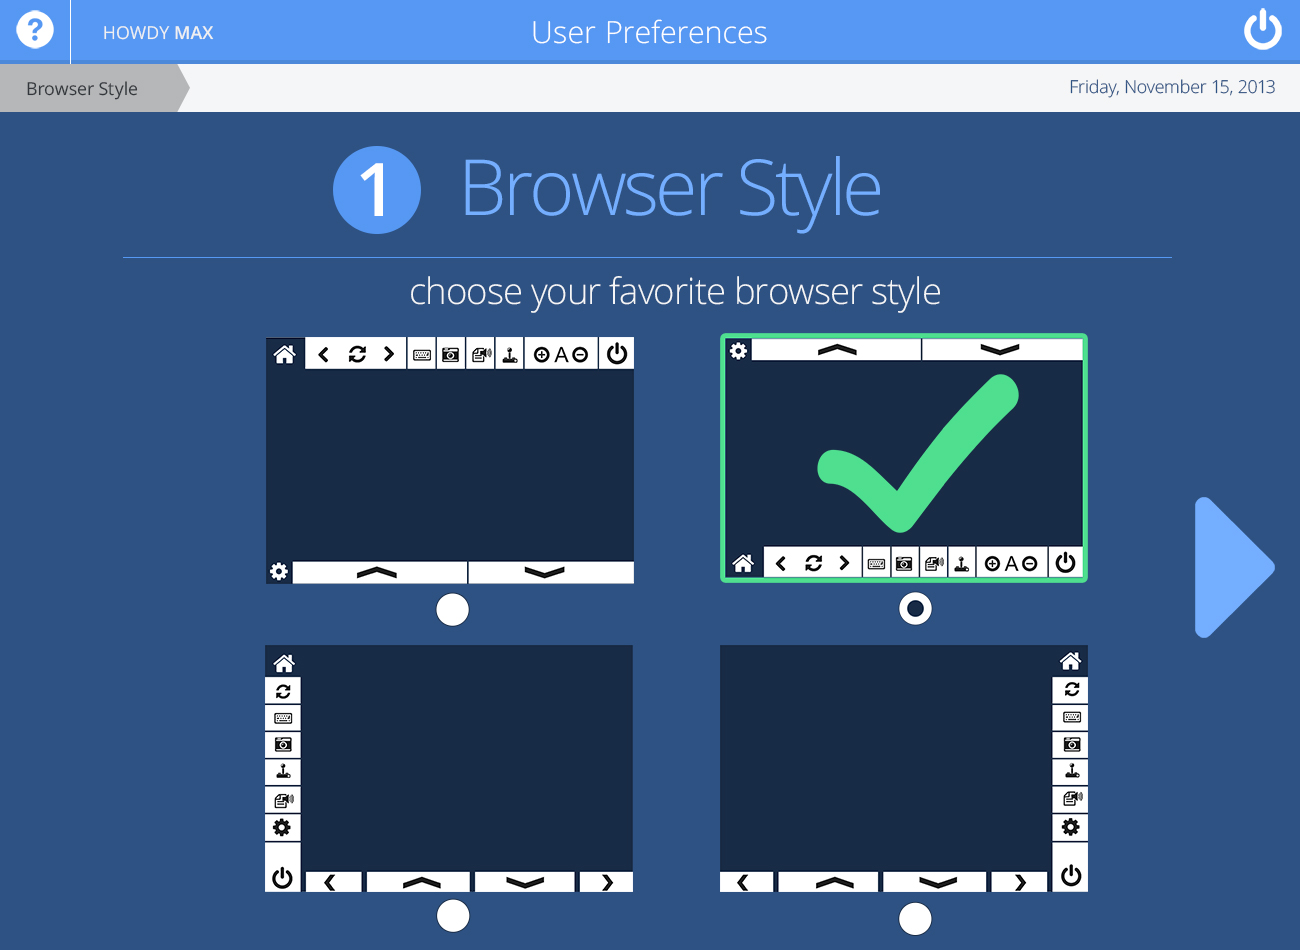 ?
HOWDY MAX
User Preferences
Browser Style
Friday, November 15, 2013
1 Browser Style
choose your favorite browser style
A
A